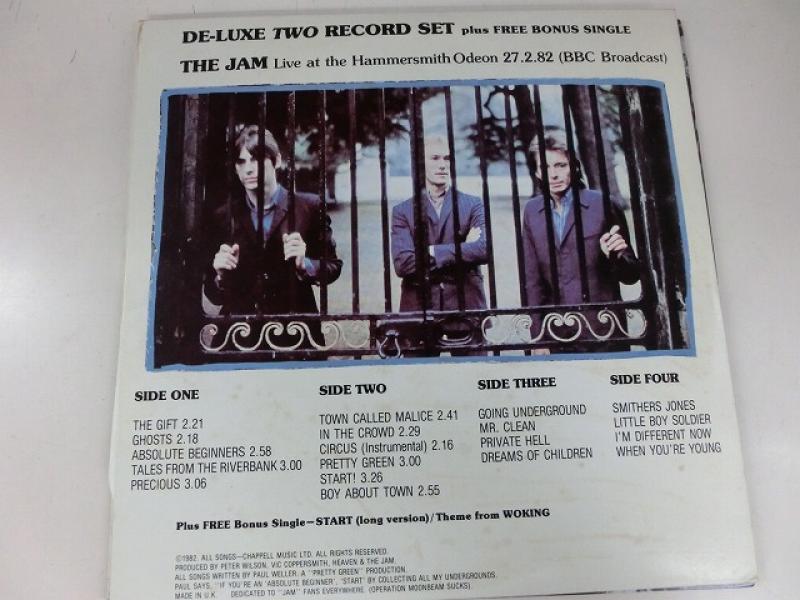 DE-LUXE TWO RECORD SET plus FREE BONUS SINGLE
THE JAM Live at the Hammersmith Odeon 27.2.82 (BBC Broadcast)
SIDE ONE
THE GIFT 2.21
GHOSTS 2.18
ABSOLUTE BEGINNERS 2.58
TALES FROM THE RIVERBANK 3.00
PRECIOUS 3.06
SIDE TWO
TOWN CALLED MALICE 2.41
IN THE CROWD 2.29
CIRCUS (Instrumental) 2.16
PRETTY GREEN 3.00
START! 3.26
BOY ABOUT TOWN 2.55
SIDE THREE
GOING UNDERGROUND
MR. CLEAN
PRIVATE HELL
DREAMS OF CHILDREN
SIDE FOUR
SMITHERS JONES
LITTLE BOY SOLDIER
I'M DIFFERENT NOW
WHEN YOU'RE YOUNG
Plus FREE Bonus Single—START (long version)/Theme from WOKING
©1982. ALL SONGS—CHAPPELL MUSIC LTD. ALL RIGHTS RESERVED.
PRODUCED BY PETER WILSON, VIC COPPERSMITH, HEAVEN & THE JAM.
ALL SONGS WRITTEN BY PAUL WELLER, A "PRETTY GREEN" PRODUCTION.
PAUL SAYS, "IF YOU'RE AN 'ABSOLUTE BEGINNER', 'START' BY COLLECTING ALL MY UNDERGROUNDS.
MADE IN U.K. DEDICATED TO "JAM" FANS EVERYWHERE. (OPERATION MOONBEAM SUCKS).